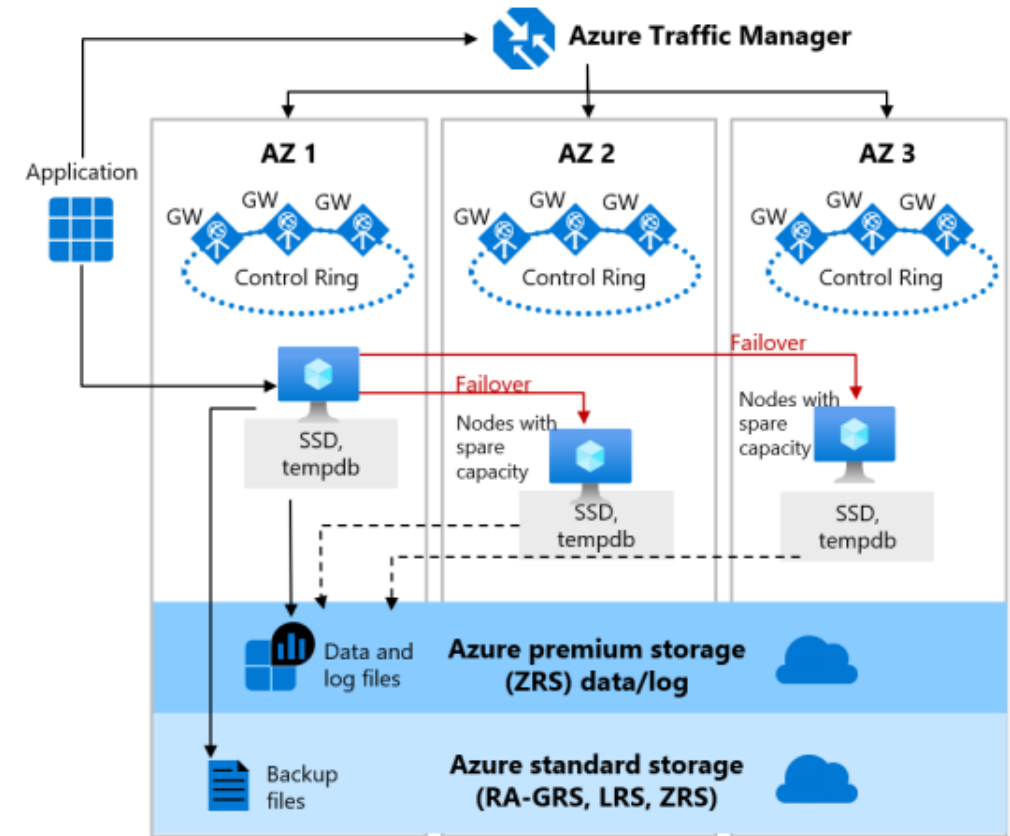 Azure Traffic Manager
Application
AZ 1
AZ 2
AZ 3
GW
GW
GW
GW
GW
GW
GW
GW
GW
Control Ring
Control Ring
Control Ring
Failover
Failover
Nodes with
spare
capacity
Nodes with
spare
capacity
SSD,
tempdb
SSD,
tempdb
SSD,
tempdb
Data and
log files
Azure premium storage
(ZRS) data/log
Backup
files
Azure standard storage
(RA-GRS, LRS, ZRS)